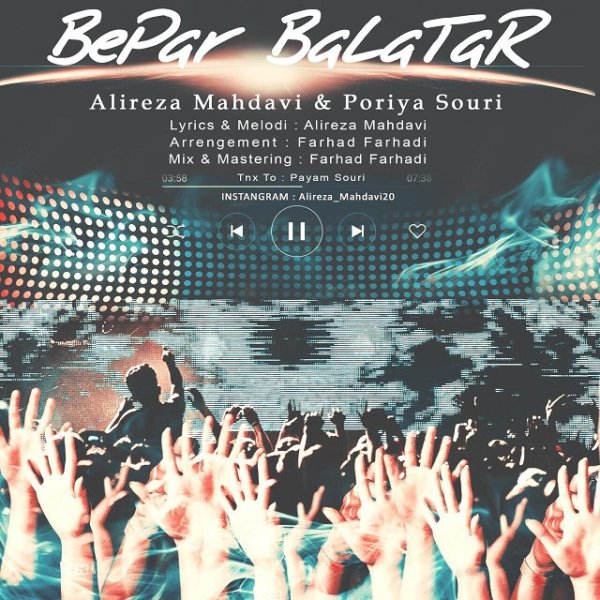 BePar BaLaTaR
Alireza Mahdavi & Poriya Souri
Lyrics & Melodi : Alireza Mahdavi
Arrengement : Farhad Farhadi
Mix & Mastering : Farhad Farhadi
Tnx To : Payam Souri
03:58 07:36
INSTANGRAM : Alireza_Mahdavi20